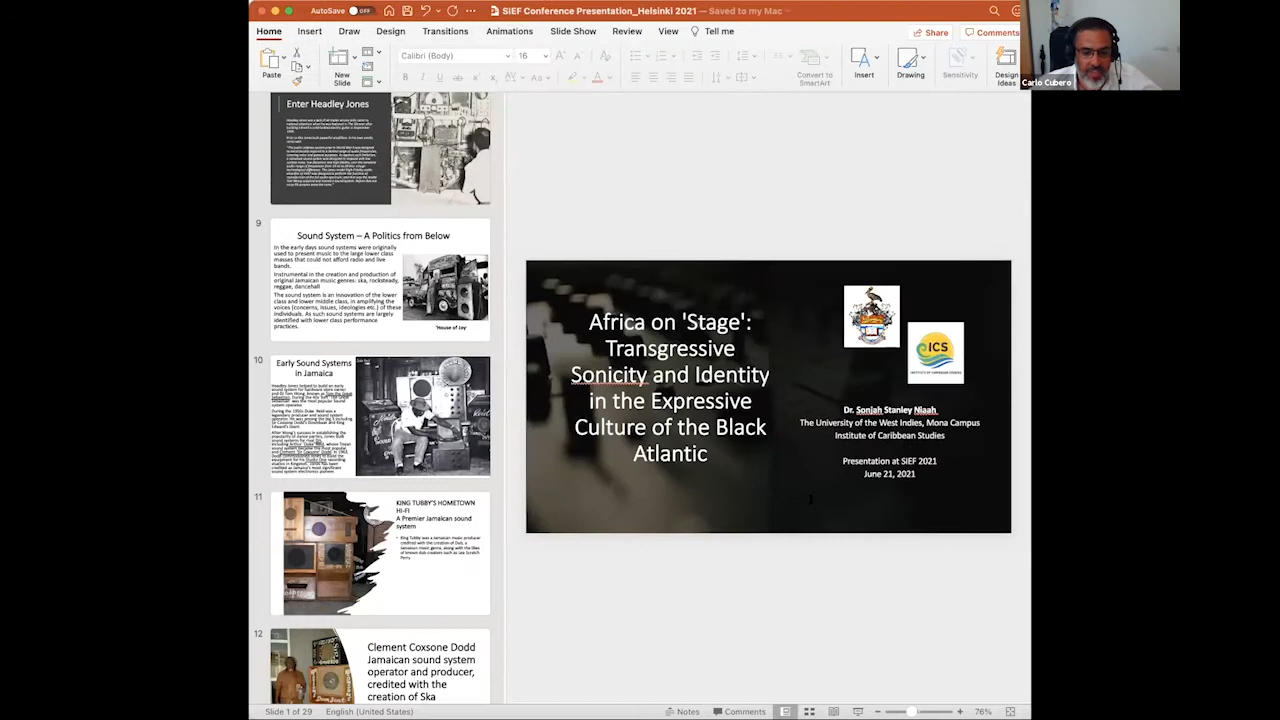 AutoSave OFF
SIEF Conference Presentation_Helsinki 2021 — Saved to my Mac
Home Insert Draw Design Transitions Animations Slide Show Review View Tell me
Share Comments
Calibri (Body) 16
Paste
New
Slide
Convert to
SmartArt
Insert
Drawing
Sensitivity
Design
Ideas
Carlo Cubero
Enter Headley Jones
9
Sound System – A Politics from Below
In the early days sound systems were originally
used to present music to the large lower class
masses that could not afford radio and live
bands.
Instrumental in the creation and production of
original Jamaican music genres: ska, rocksteady,
reggae, dancehall
The sound system is an innovation of the lower
class and lower middle class, in amplifying the
voices (concerns, issues, ideologies etc.) of these
individuals. As such sound systems are largely
identified with lower class performance
practices.
'House of Joy'
10
Early Sound Systems
in Jamaica
11
KING TUBBY'S HOMETOWN
HI-FI
A Premier Jamaican sound
system
• King Tubby was a Jamaican music producer
credited with the creation of Dub, a
Jamaican music genre, along with the likes
of known dub creators such as Lee Scratch
Perry
12
Clement Coxsone Dodd
Jamaican sound system
operator and producer,
credited with the
creation of Ska
Africa on 'Stage':
Transgressive
Sonicity and Identity
in the Expressive
Culture of the Black
Atlantic
ICS
INSTITUTE OF CARIBBEAN STUDIES
Dr. Sonjah Stanley Niaah
The University of the West Indies, Mona Campus
Institute of Caribbean Studies
Presentation at SIEF 2021
June 21, 2021
Slide 1 of 29 English (United States)
Notes Comments 76%